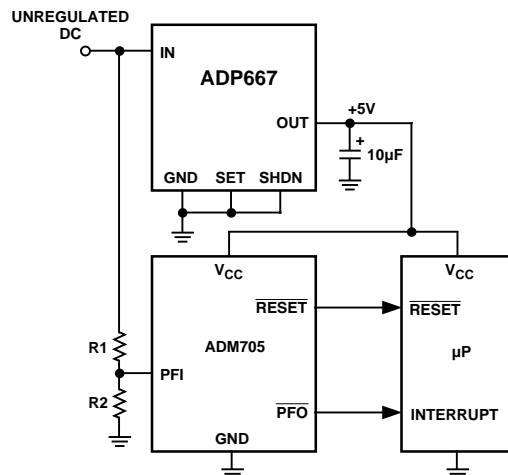 UNREGULATED
DC
IN
ADP667
OUT
+5V
+
10µF
GND SET SHDN
VCC
VCC
RESET
RESET
R1
ADM705
µP
PFI
R2
PFO
INTERRUPT
GND